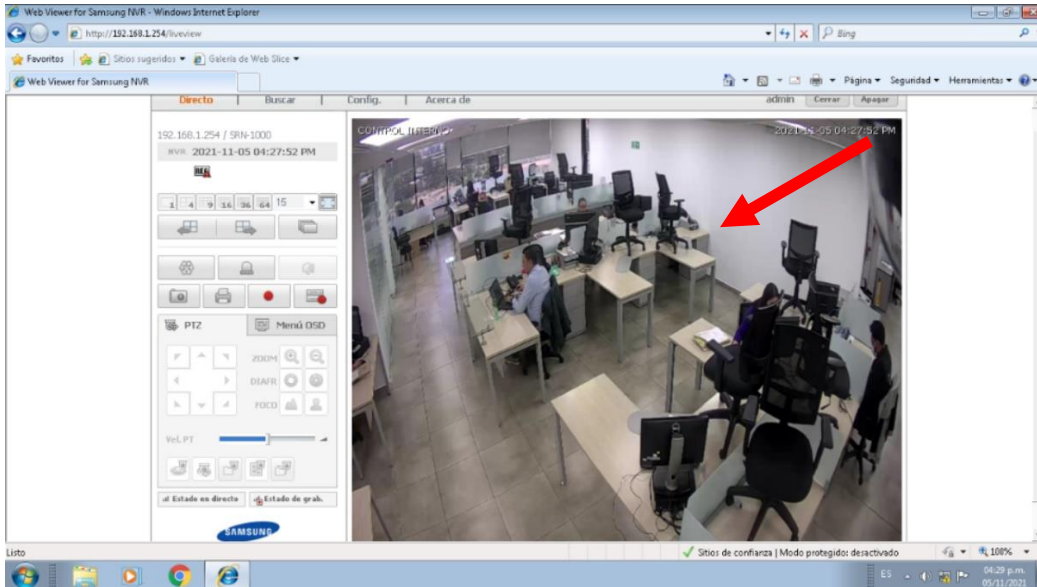 Web Viewer for Samsung NVR - Windows Internet Explorer
http://192.168.1.254/liveview
Bing
Favoritos
Sitios sugeridos
Galería de Web Slice
Web Viewer for Samsung NVR
Página
Seguridad
Herramientas
Directo | Buscar | Config. | Acerca de
admin
Cerrar
Apagar
192.168.1.254 / SRN-1000
NVR 2021-11-05 04:27:52 PM
1 4 9 16 36 64 15
PTZ
Menú OSD
ZOOM
DIAFR
FOCO
Vel. PT
Estado en directo
Estado de grab.
SAMSUNG
CONTROL INTERNO
2021-11-05 04:27:52 PM
Listo
Sitios de confianza | Modo protegido: desactivado
100%
ES
04:29 p.m.
05/11/2021